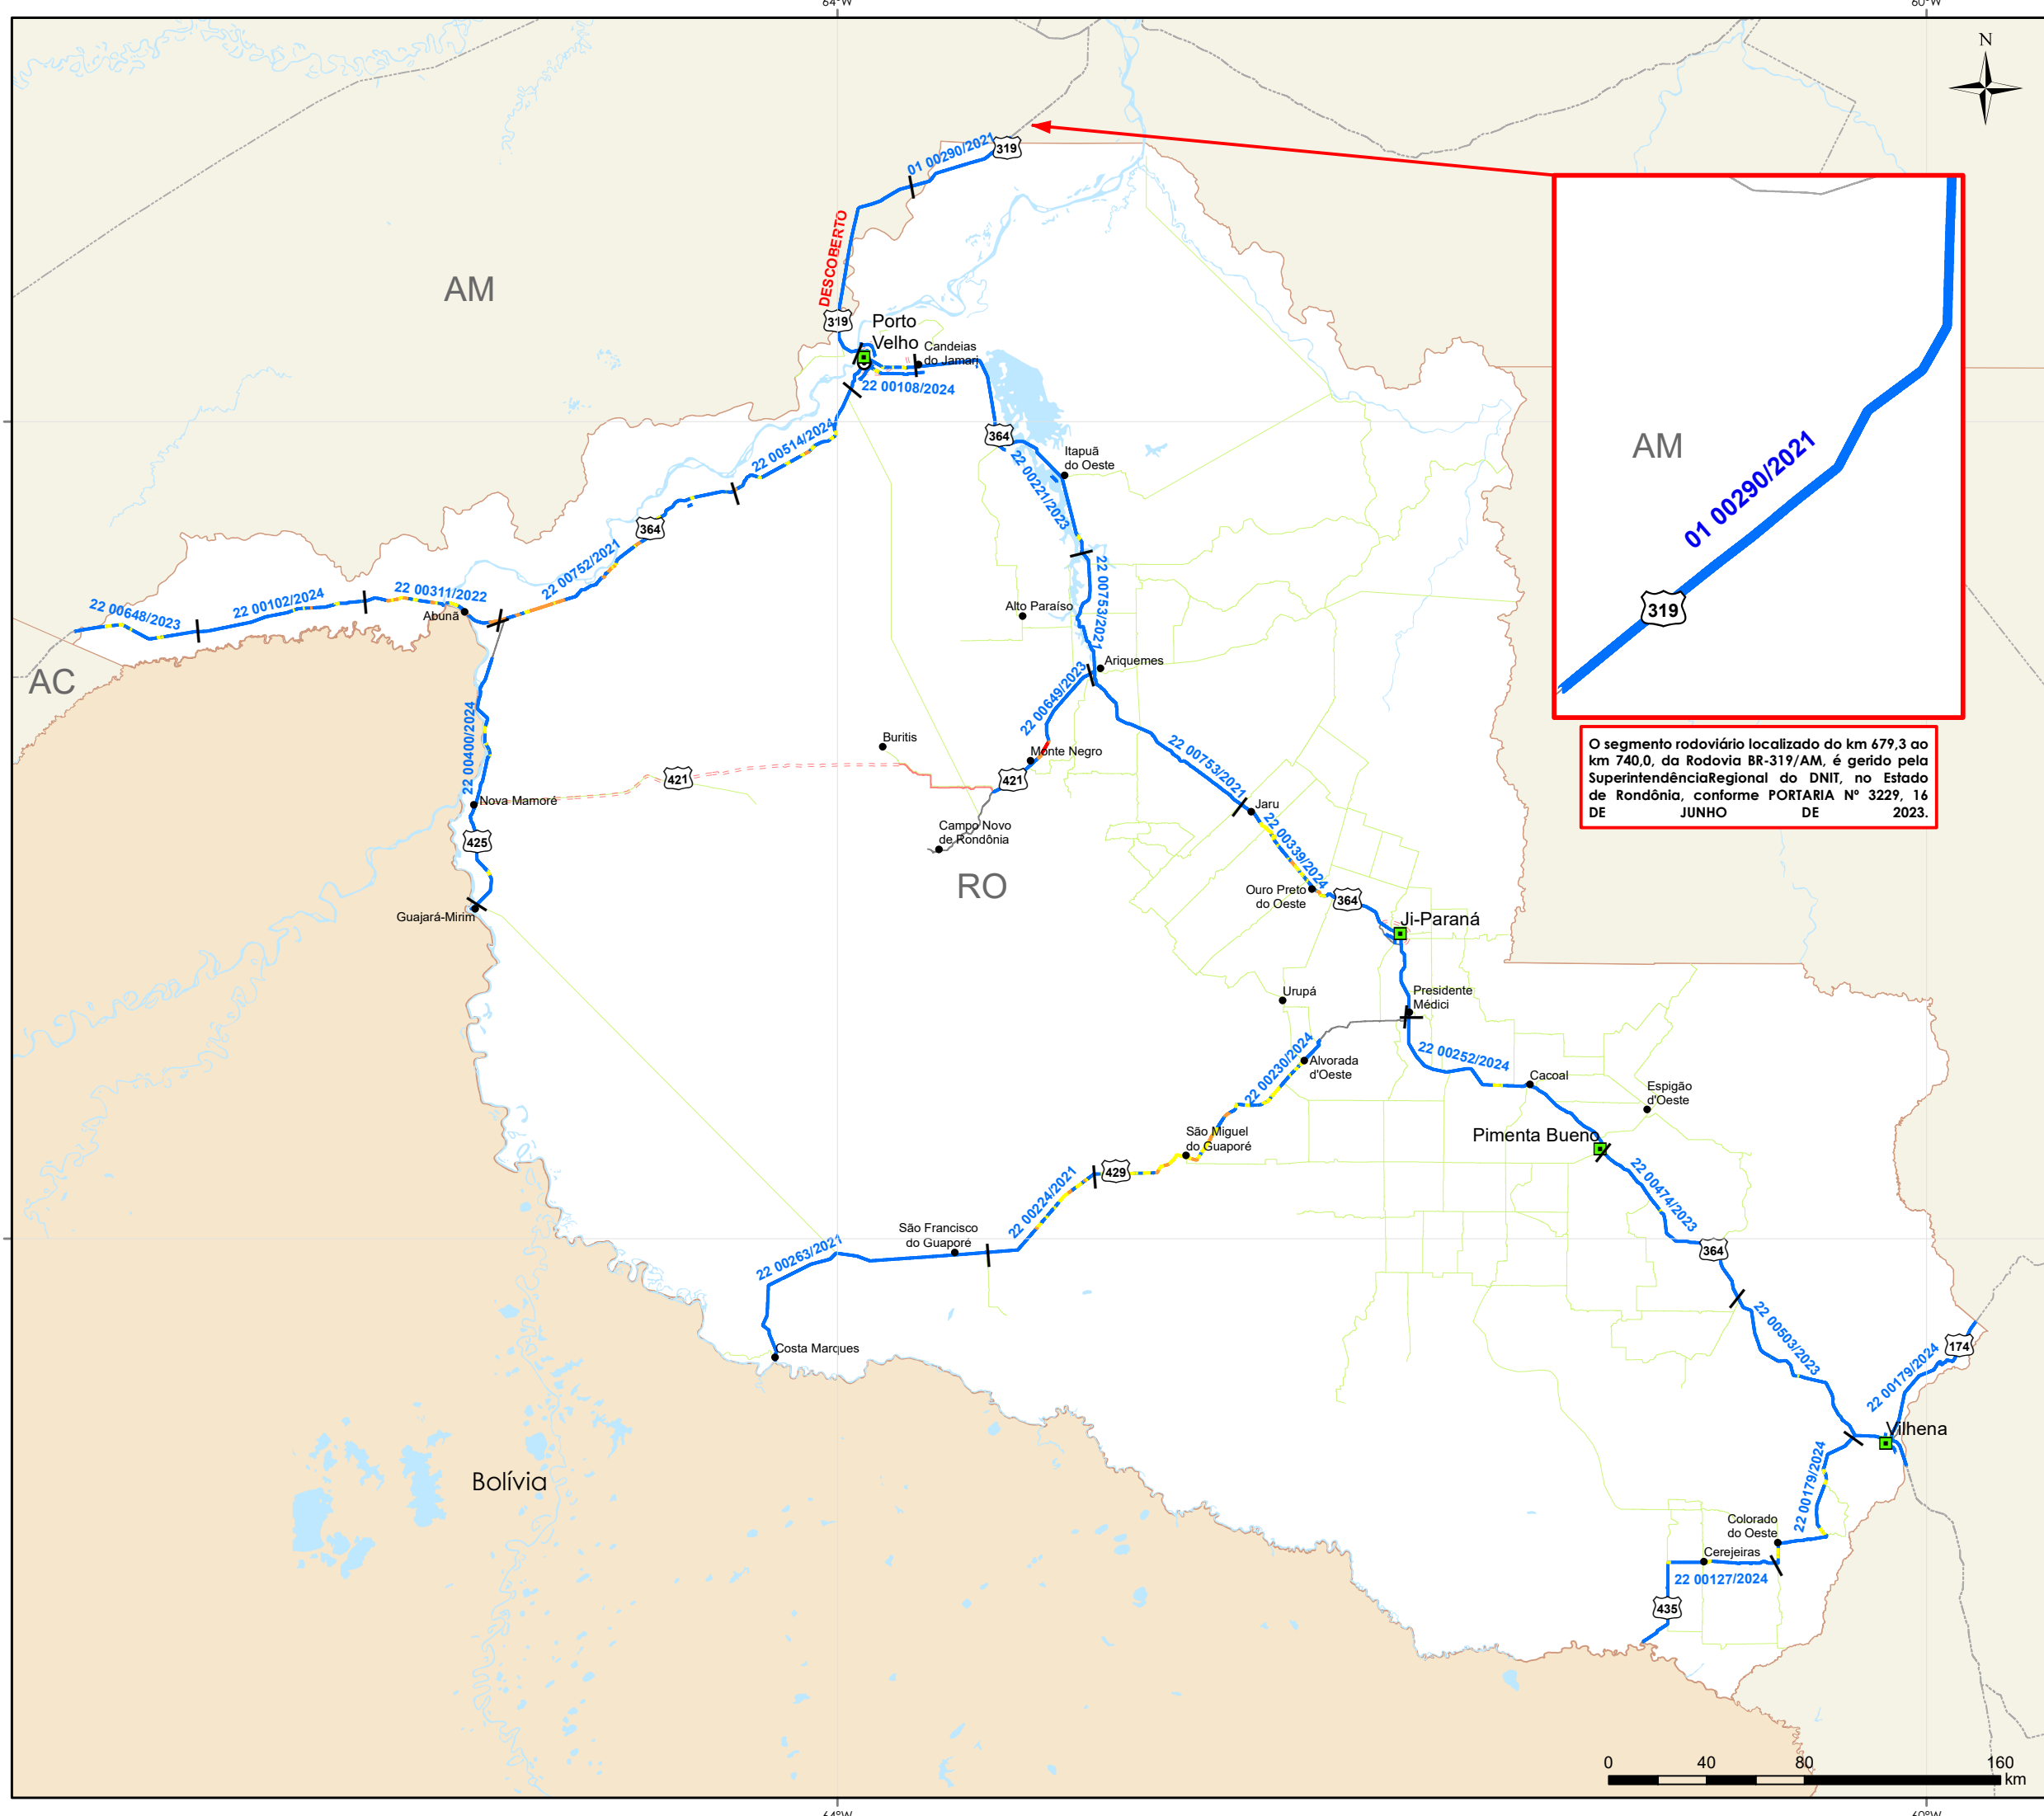 64°W
60°W
N
01 00290/2021
319
DESCOBERTO
AM
319
Porto
Velho
Candeias
do Jamari
22 00108/2024
364
22 00514/2024
Itapuã
do Oeste
22 00221/2023
364
22 00752/2021
22 00753/2021
22 00648/2023
22 00102/2024
22 00311/2022
Abunã
Alto Paraíso
AC
Ariquemes
22 00649/2023
22 00400/2024
Buritis
Monte Negro
421
421
22 00753/2021
Nova Mamoré
Jaru
425
Campo Novo
de Rondônia
22 00339/2024
RO
Ouro Preto
do Oeste
364
Guajará-Mirim
Ji-Paraná
Urupá
Presidente
Médici
22 00230/2024
Alvorada
d'Oeste
22 00252/2024
Cacoal
Espigão
d'Oeste
São Miguel
do Guaporé
Pimenta Bueno
429
22 00224/2021
22 00474/2023
São Francisco
do Guaporé
22 00263/2021
364
Costa Marques
22 00503/2023
174
22 00179/2024
Vilhena
22 00179/2024
Bolívia
Colorado
do Oeste
Cerejeiras
22 00127/2024
435
AM
01 00290/2021
319
O segmento rodoviário localizado do km 679,3 ao
km 740,0, da Rodovia BR-319/AM, é gerido pela
SuperintendênciaRegional do DNIT, no Estado
de Rondônia, conforme PORTARIA Nº 3229, 16
DE JUNHO DE 2023.
0 40 80 160
km
64°W
60°W